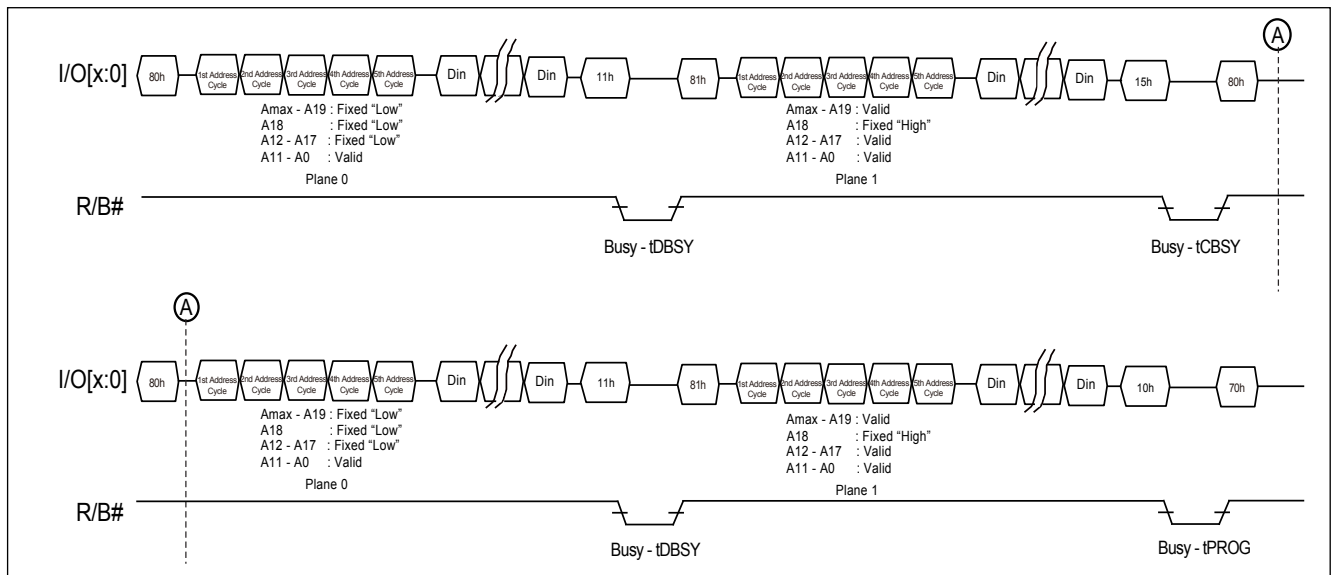 A
I/O[x:0] 80h 1st Address Cycle 2nd Address Cycle 3rd Address Cycle 4th Address Cycle 5th Address Cycle Din Din 11h 81h 1st Address Cycle 2nd Address Cycle 3rd Address Cycle 4th Address Cycle 5th Address Cycle Din Din 15h 80h
Amax - A19 : Fixed “Low”
A18 : Fixed “Low”
A12 - A17 : Fixed “Low”
A11 - A0 : Valid
Plane 0
Amax - A19 : Valid
A18 : Fixed “High”
A12 - A17 : Valid
A11 - A0 : Valid
Plane 1
R/B#
Busy - tDBSY
Busy - tCBSY
A
I/O[x:0] 80h 1st Address Cycle 2nd Address Cycle 3rd Address Cycle 4th Address Cycle 5th Address Cycle Din Din 11h 81h 1st Address Cycle 2nd Address Cycle 3rd Address Cycle 4th Address Cycle 5th Address Cycle Din Din 10h 70h
Amax - A19 : Fixed “Low”
A18 : Fixed “Low”
A12 - A17 : Fixed “Low”
A11 - A0 : Valid
Plane 0
Amax - A19 : Valid
A18 : Fixed “High”
A12 - A17 : Valid
A11 - A0 : Valid
Plane 1
R/B#
Busy - tDBSY
Busy - tPROG